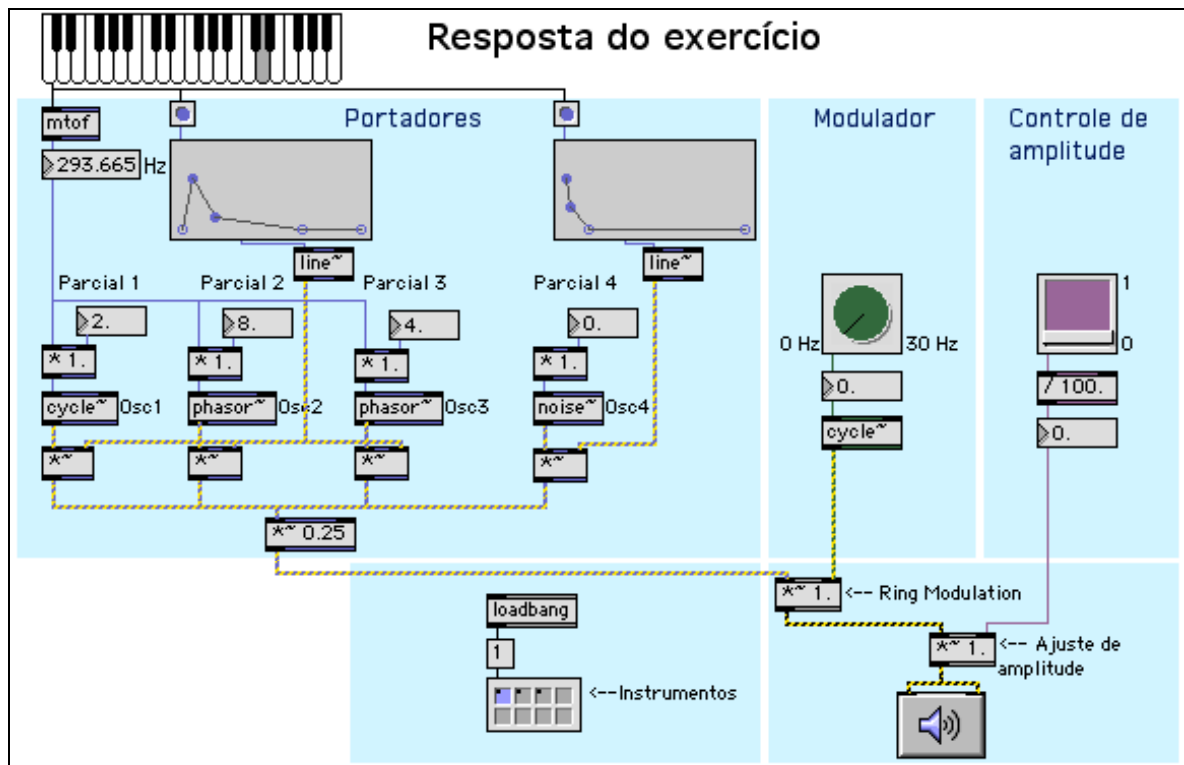 Resposta do exercício
Portadores
Modulador
Controle de
amplitude
mtof
293.665 Hz
line~
line~
Parcial 1
Parcial 2
Parcial 3
Parcial 4
2.
8.
4.
0.
* 1.
* 1.
* 1.
* 1.
cycle~ Osc1
phasor~ Osc2
phasor~ Osc3
noise~ Osc4
*~
*~
*~
*~
*~ 0.25
0 Hz
30 Hz
0.
cycle~
1
0
/ 100.
0.
*~ 1. <-- Ring Modulation
*~ 1. <-- Ajuste de
amplitude
loadbang
1
<--Instrumentos